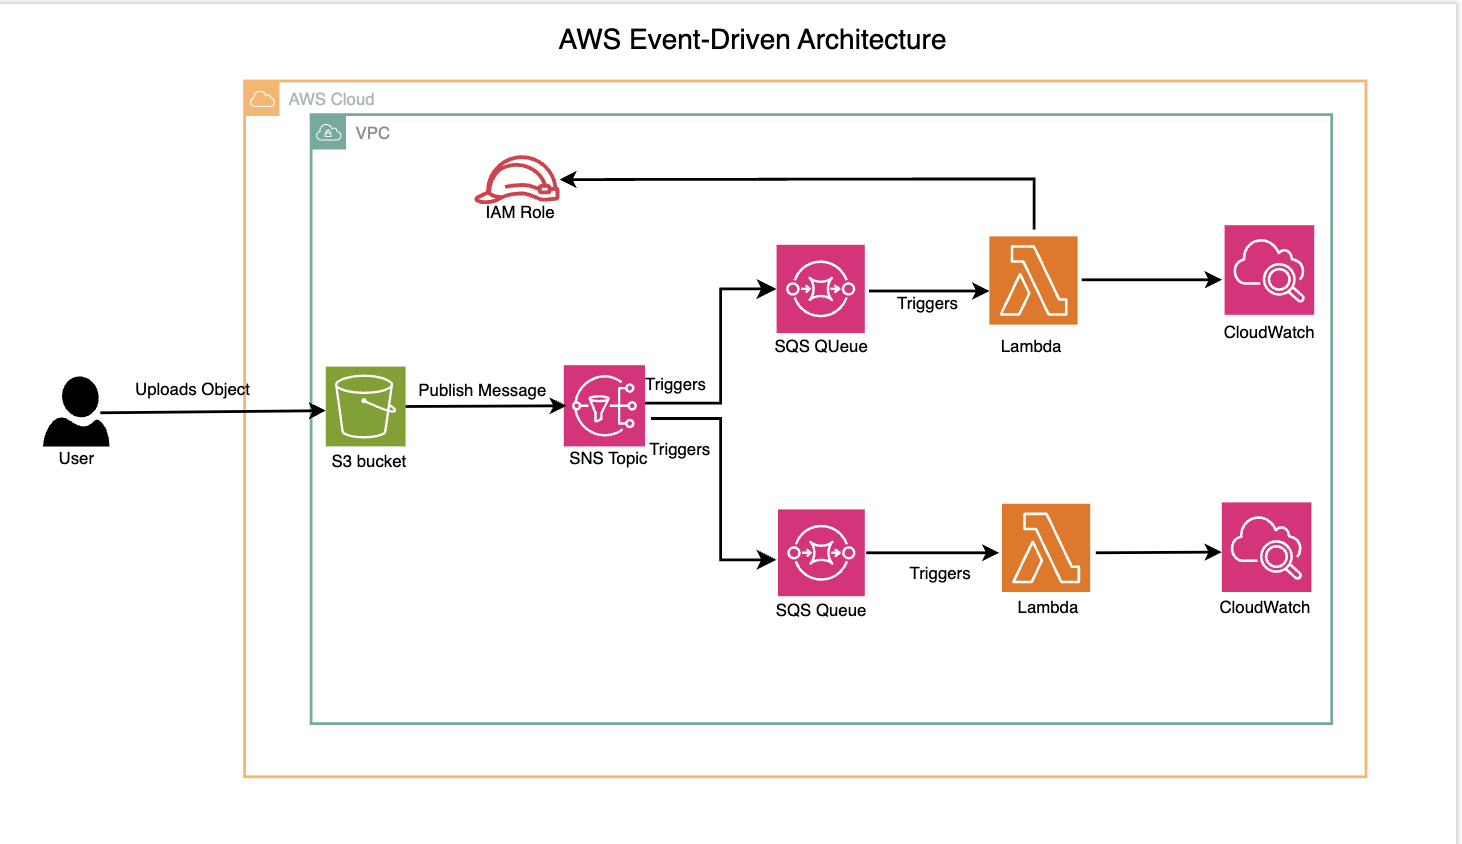 AWS Event-Driven Architecture
AWS Cloud
VPC
IAM Role
SQS QUeue
Triggers
Lambda
CloudWatch
Uploads Object
User
S3 bucket
Publish Message
SNS Topic
Triggers
Triggers
SQS Queue
Triggers
Lambda
CloudWatch